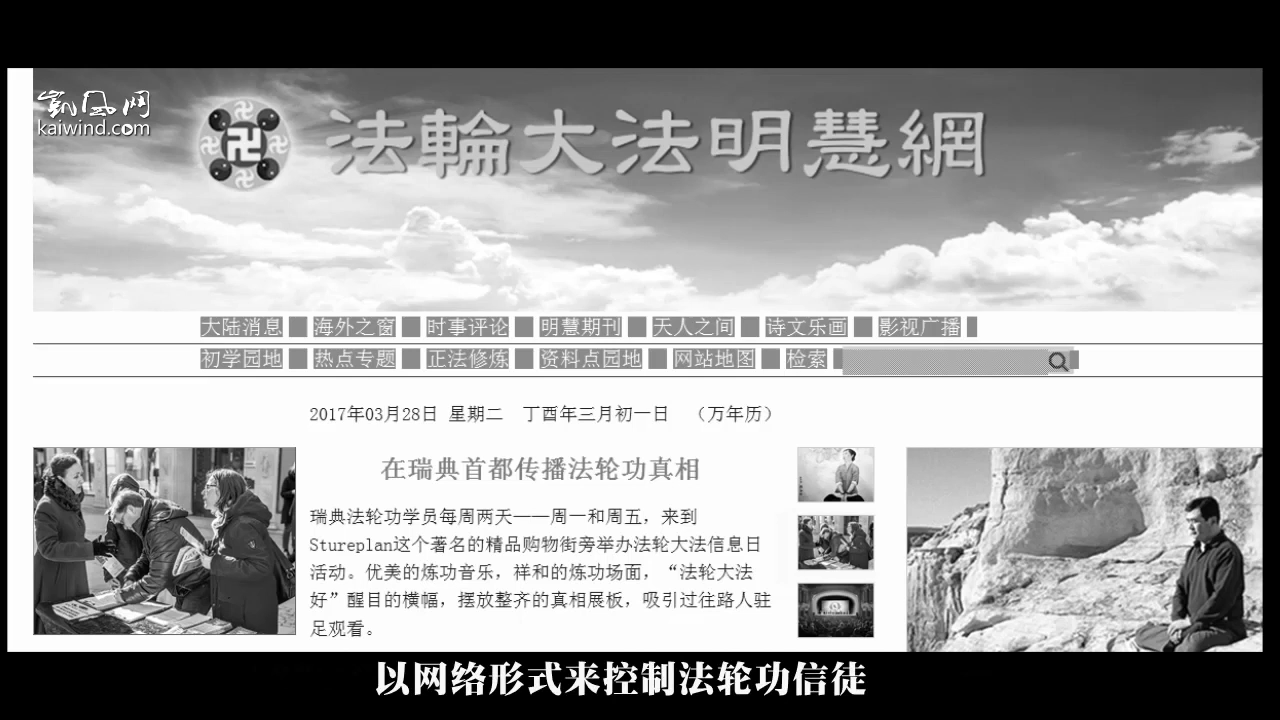 凯风网
kaiwind.com
法輪大法明慧網
大陆消息 海外之窗 时事评论 明慧期刊 天人之间 诗文乐画 影视广播
初学园地 热点专题 正法修炼 资料点园地 网站地图 检索
2017年03月28日 星期二 丁酉年三月初一日 （万年历）
在瑞典首都传播法轮功真相
瑞典法轮功学员每周两天——周一和周五，来到
Stureplan这个著名的精品购物街旁举办法轮大法信息日
活动。优美的炼功音乐，祥和的炼功场面，“法轮大法
好”醒目的横幅，摆放整齐的真相展板，吸引过往路人驻
足观看。
以网络形式来控制法轮功信徒